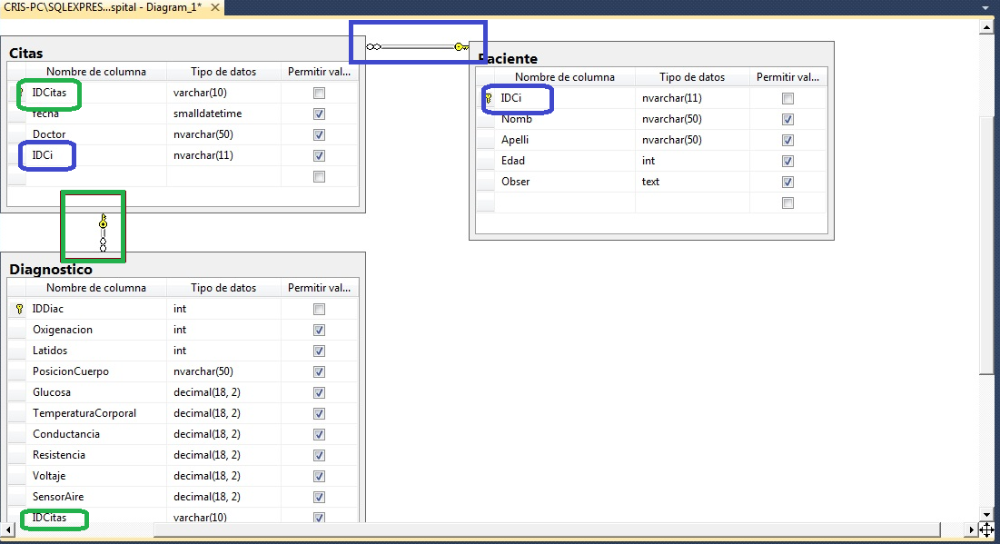 CRIS-PC\SQLEXPRES...spital - Diagram_1*
Citas
Nombre de columna Tipo de datos Permitir val...
IDCitas varchar(10)
fecha smalldatetime
Doctor nvarchar(50)
IDCi nvarchar(11)
Paciente
Nombre de columna Tipo de datos Permitir val...
IDCi nvarchar(11)
Nomb nvarchar(50)
Apelli nvarchar(50)
Edad int
Obser text
Diagnostico
Nombre de columna Tipo de datos Permitir val...
IDDiac int
Oxigenacion int
Latidos int
PosicionCuerpo nvarchar(50)
Glucosa decimal(18, 2)
TemperaturaCorporal decimal(18, 2)
Conductancia decimal(18, 2)
Resistencia decimal(18, 2)
Voltaje decimal(18, 2)
SensorAire decimal(18, 2)
IDCitas varchar(10)